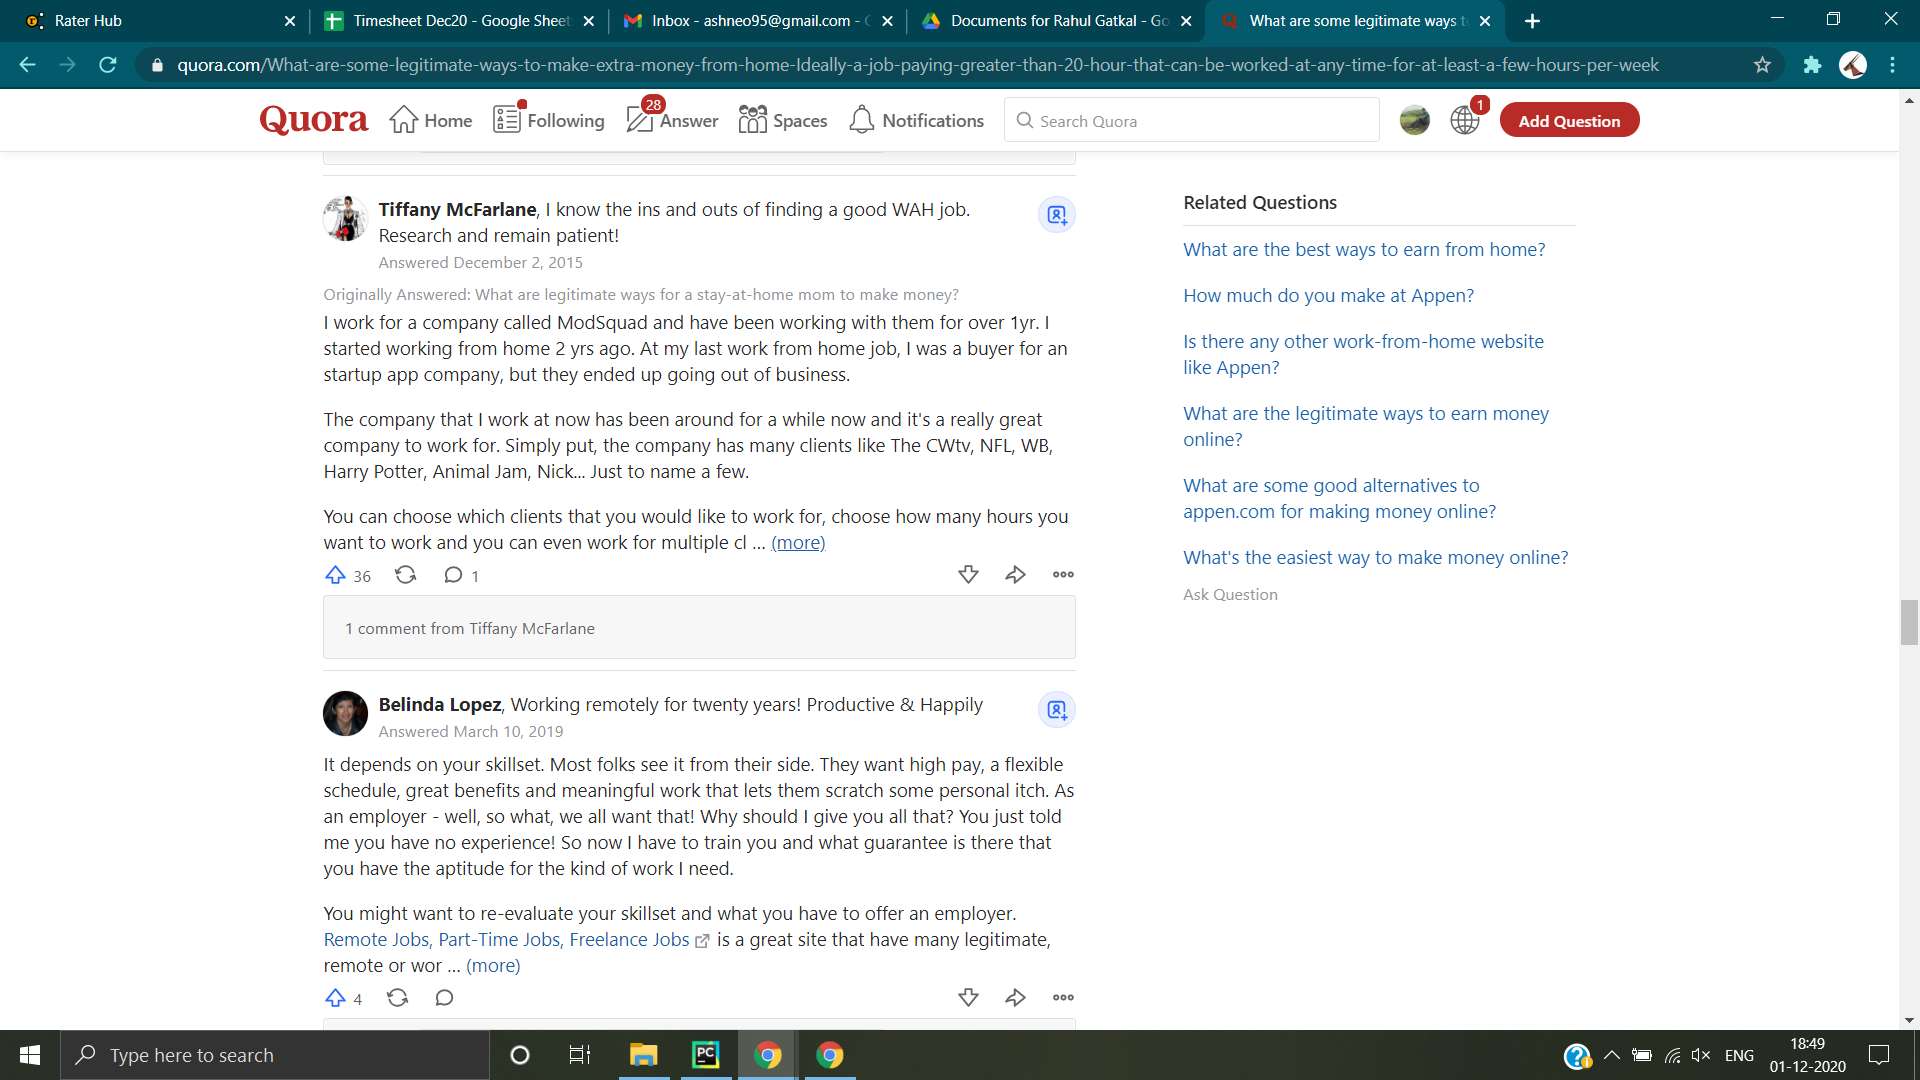 Rater Hub
Timesheet Dec20 - Google Sheet
Inbox - ashneo95@gmail.com -
Documents for Rahul Gatkal - Go
What are some legitimate ways t
quora.com/What-are-some-legitimate-ways-to-make-extra-money-from-home-Ideally-a-job-paying-greater-than-20-hour-that-can-be-worked-at-any-time-for-at-least-a-few-hours-per-week
Quora
Home
Following
28
Answer
Spaces
Notifications
Search Quora
1
Add Question
Tiffany McFarlane, I know the ins and outs of finding a good WAH job.
Research and remain patient!
Answered December 2, 2015
Originally Answered: What are legitimate ways for a stay-at-home mom to make money?
I work for a company called ModSquad and have been working with them for over 1yr. I
started working from home 2 yrs ago. At my last work from home job, I was a buyer for an
startup app company, but they ended up going out of business.
The company that I work at now has been around for a while now and it's a really great
company to work for. Simply put, the company has many clients like The CWtv, NFL, WB,
Harry Potter, Animal Jam, Nick... Just to name a few.
You can choose which clients that you would like to work for, choose how many hours you
want to work and you can even work for multiple cl ... (more)
36
1
1 comment from Tiffany McFarlane
Belinda Lopez, Working remotely for twenty years! Productive & Happily
Answered March 10, 2019
It depends on your skillset. Most folks see it from their side. They want high pay, a flexible
schedule, great benefits and meaningful work that lets them scratch some personal itch. As
an employer - well, so what, we all want that! Why should I give you all that? You just told
me you have no experience! So now I have to train you and what guarantee is there that
you have the aptitude for the kind of work I need.
You might want to re-evaluate your skillset and what you have to offer an employer.
Remote Jobs, Part-Time Jobs, Freelance Jobs is a great site that have many legitimate,
remote or wor ... (more)
4
Related Questions
What are the best ways to earn from home?
How much do you make at Appen?
Is there any other work-from-home website
like Appen?
What are the legitimate ways to earn money
online?
What are some good alternatives to
appen.com for making money online?
What's the easiest way to make money online?
Ask Question
Type here to search
PC
ENG
18:49
01-12-2020